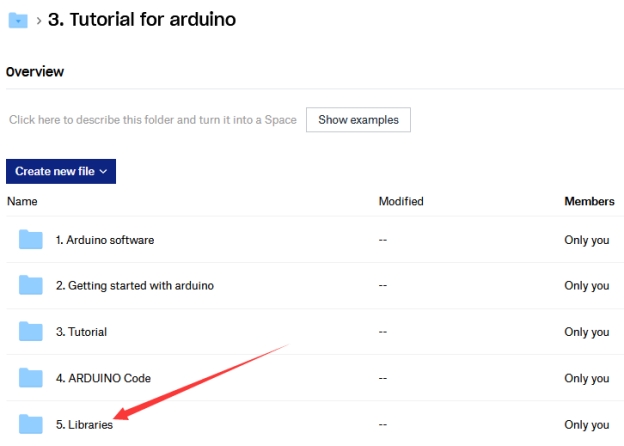 > 3. Tutorial for arduino
Overview
Click here to describe this folder and turn it into a Space Show examples
Create new file
Name Modified Members
1. Arduino software -- Only you
2. Getting started with arduino -- Only you
3. Tutorial -- Only you
4. ARDUINO Code -- Only you
5. Libraries -- Only you